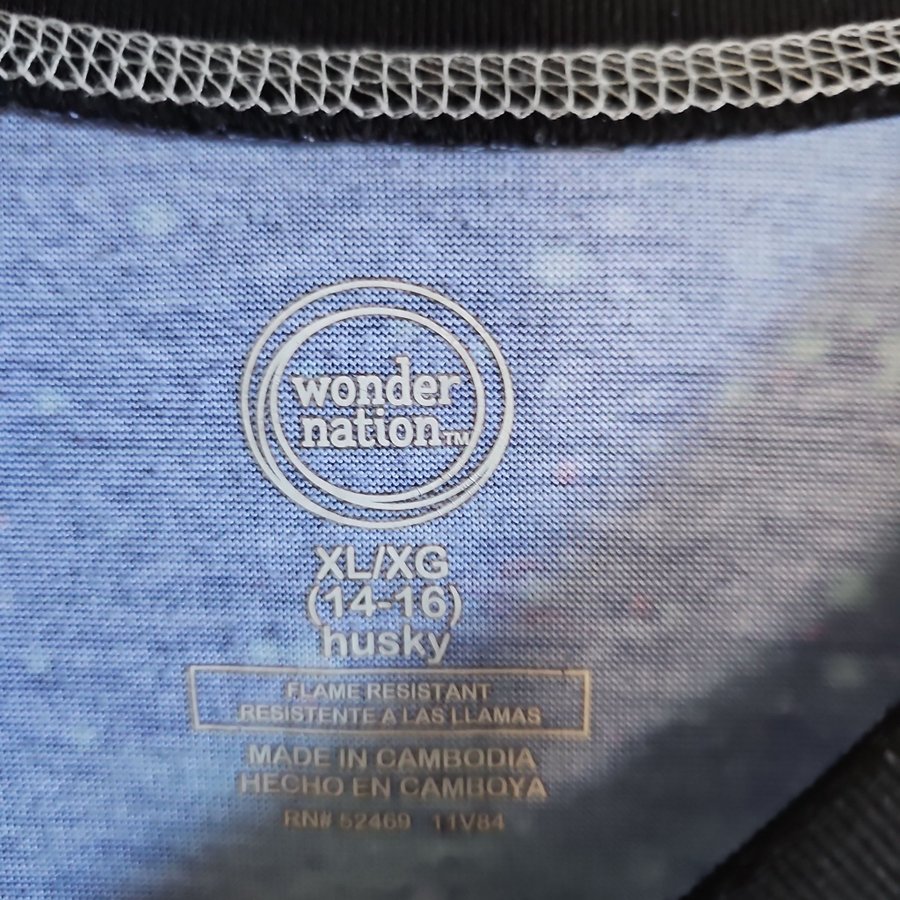 wonder
nation™
XL/XG
(14-16)
husky
FLAME RESISTANT
RESISTENTE A LAS LLAMAS
MADE IN CAMBODIA
HECHO EN CAMBOYA
RN# 52469 11V84